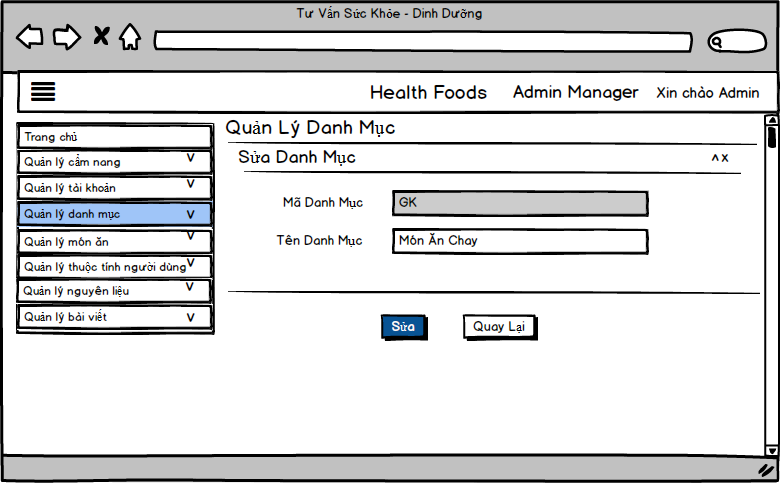 Tư Vấn Sức Khỏe - Dinh Dưỡng
Health Foods Admin Manager Xin chào Admin
Trang chủ
Quản lý cẩm nang
Quản lý tài khoản
Quản lý danh mục
Quản lý món ăn
Quản lý thuộc tính người dùng
Quản lý nguyên liệu
Quản lý bài viết
Quản Lý Danh Mục
Sửa Danh Mục
Mã Danh Mục GK
Tên Danh Mục Món Ăn Chay
Sửa Quay Lại